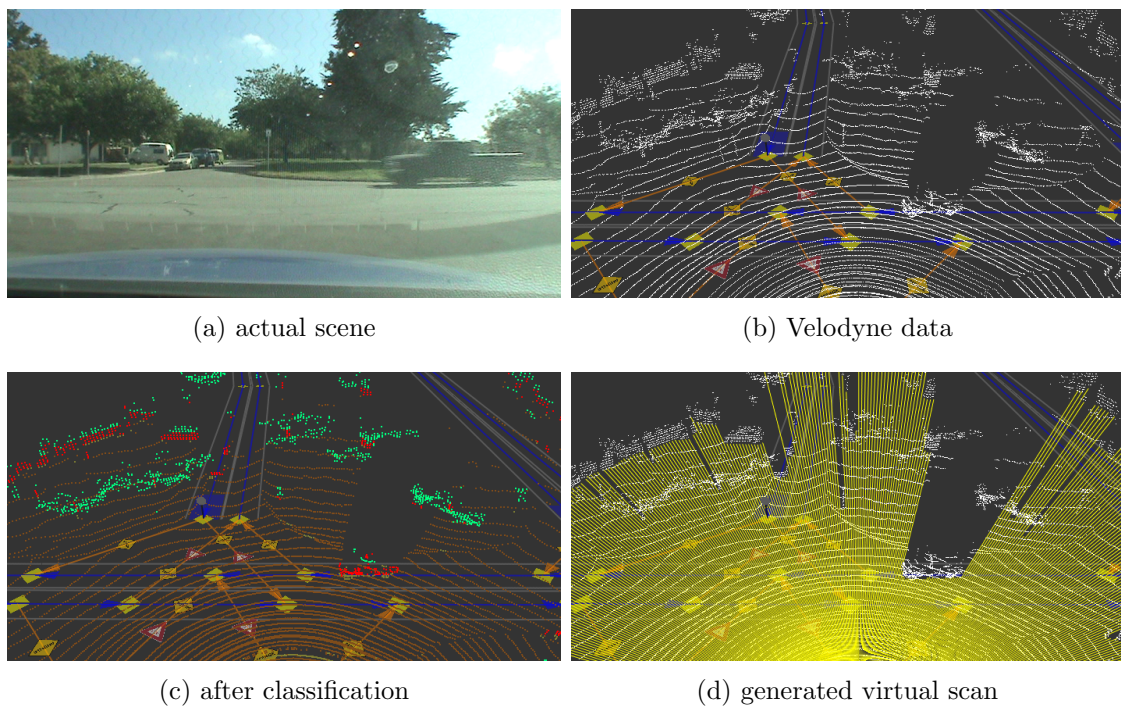 (a) actual scene
(b) Velodyne data
(c) after classification
(d) generated virtual scan